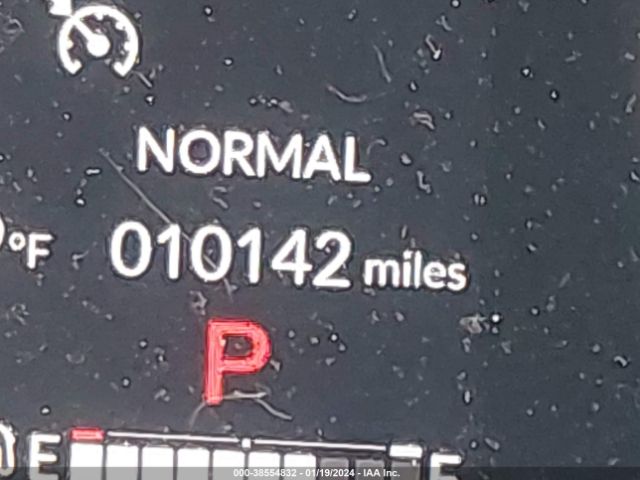 NORMAL
°F 010142 miles
P
E F
000-38554832 - 01/19/2024 - IAA Inc.